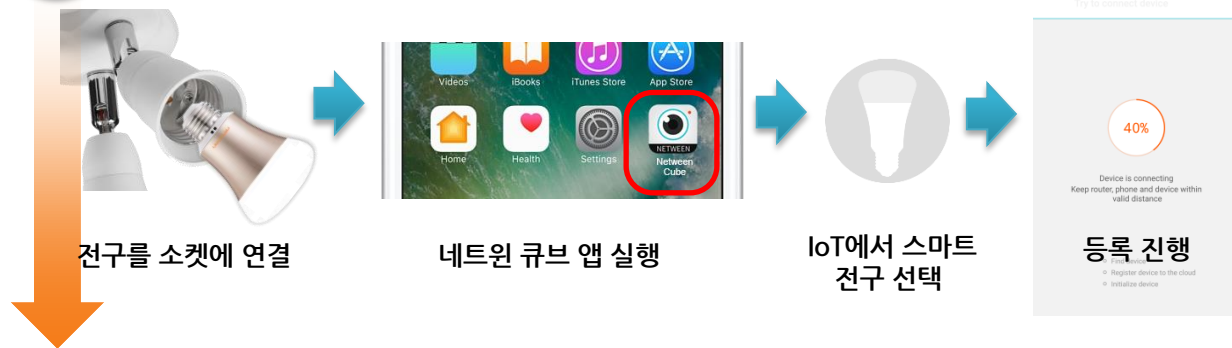 Try to connect device
Videos
iBooks
iTunes Store
App Store
NETWEEN
Home
Health
Settings
Netween
Cube
40%
Device is connecting
Keep router, phone and device within
valid distance
전구를 소켓에 연결
네트윈 큐브 앱 실행
IoT에서 스마트
전구 선택
등록 진행
Find device
Register device to the cloud
Initialize device